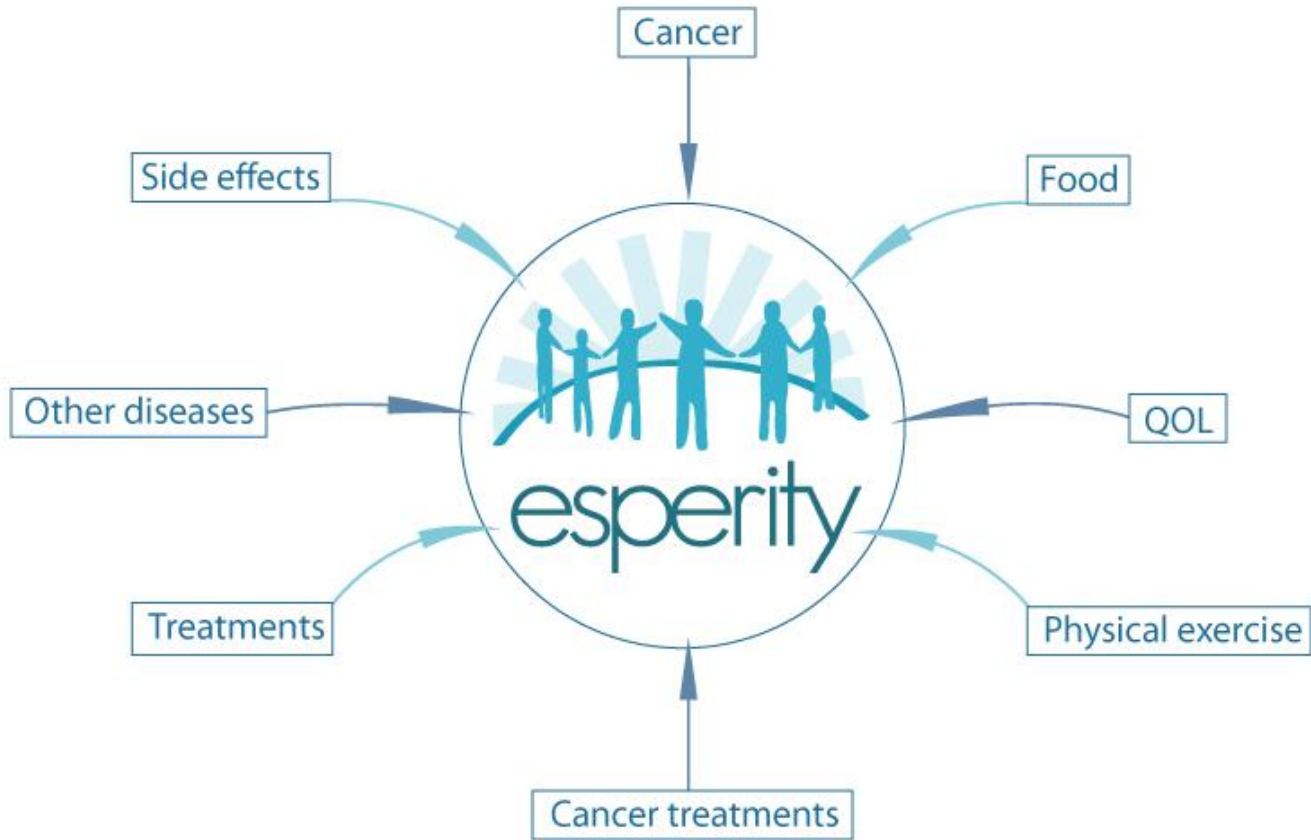 Cancer
Side effects
Food
Other diseases
QOL
esperity
Treatments
Physical exercise
Cancer treatments